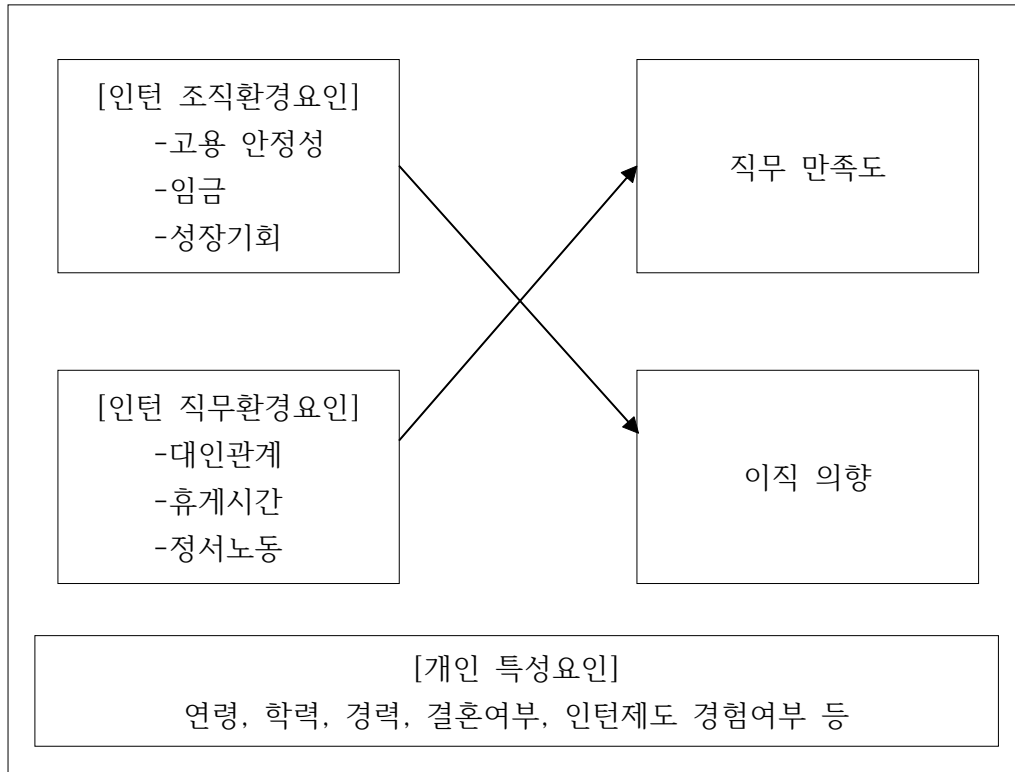 [인턴 조직환경요인]
-고용 안정성
-임금
-성장기회
직무 만족도
[인턴 직무환경요인]
-대인관계
-휴게시간
-정서노동
이직 의향
[개인 특성요인]
연령, 학력, 경력, 결혼여부, 인턴제도 경험여부 등